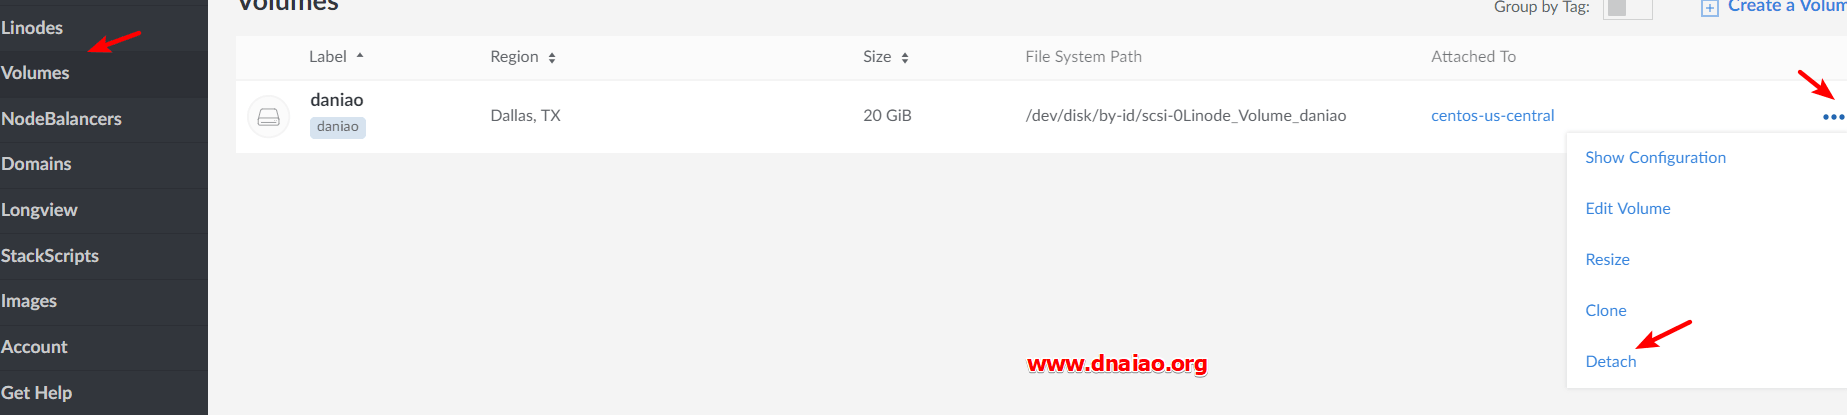 Volumes
Group by Tag:
Create a Volum
Linodes
Volumes
NodeBalancers
Domains
Longview
StackScripts
Images
Account
Get Help
Label Region Size File System Path Attached To
daniao
daniao
Dallas, TX
20 GiB
/dev/disk/by-id/scsi-0Linode_Volume_daniao
centos-us-central
Show Configuration
Edit Volume
Resize
Clone
Detach
www.dnaiao.org